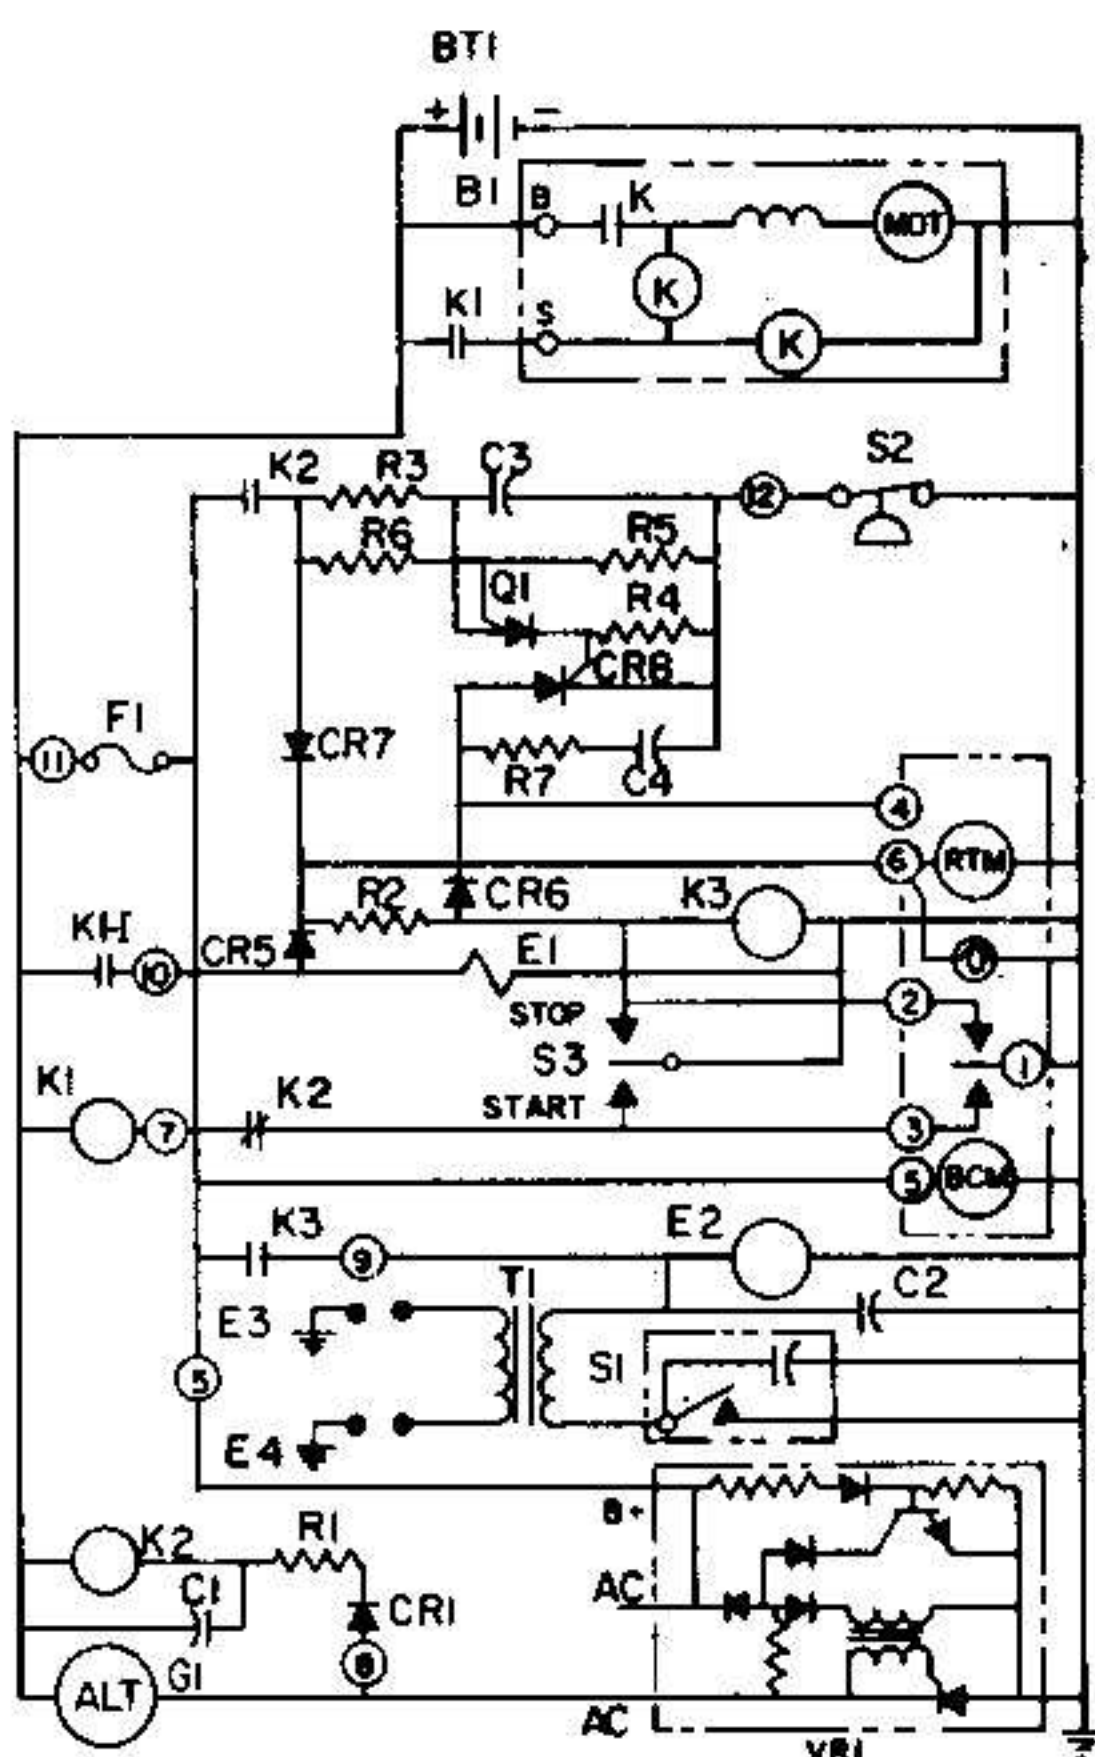 BT1
+ −
B1 B K MOT
K
K1 S K
K2 R3 C3 12 S2
R6 R5
Q1 R4
CR8
11 F1 CR7
R7 C4
4
6 RTM
R2 CR6 K3
KH 10 CR5 E1
STOP 2
S3 1
K1 START
7 K2 3
5 BCM
K3 9 E2
T1 C2
E3
5 S1
E4
B+
K2 R1
C1 CR1 AC
G1 8
ALT
AC
VR1